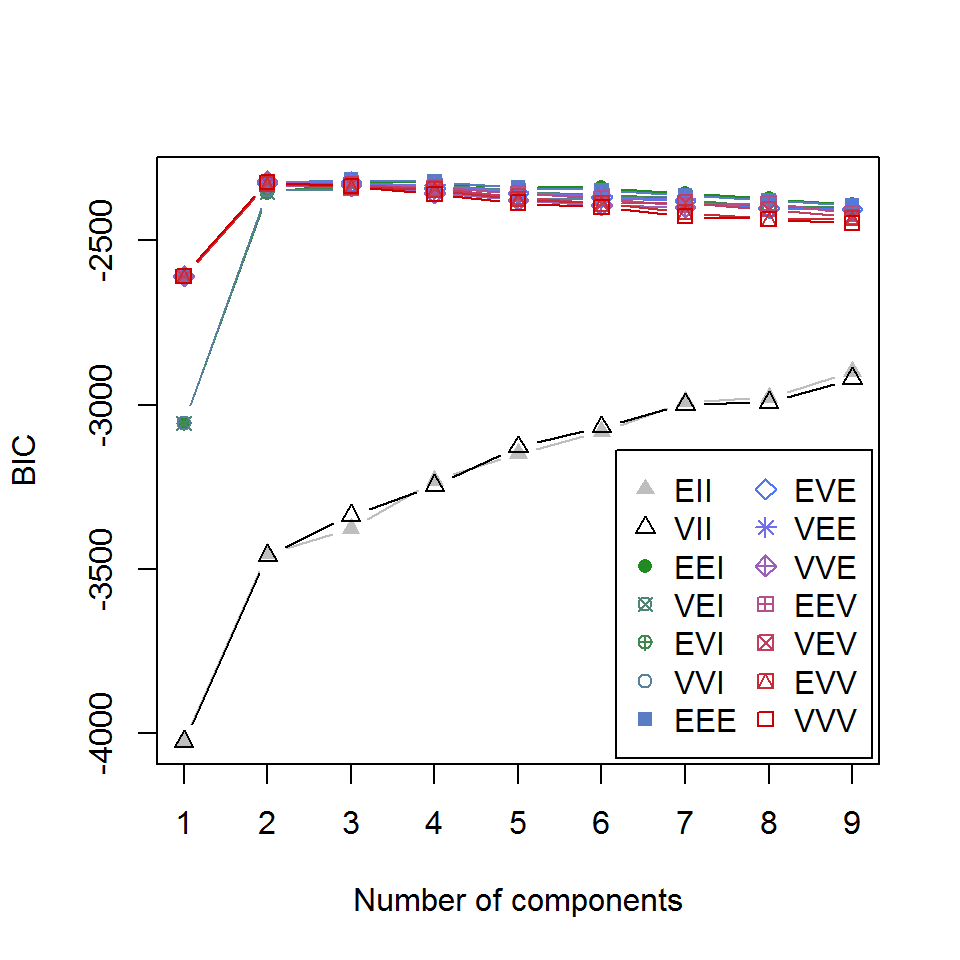 BIC
-2500
-3000
-3500
-4000
EII EVE
VII VEE
EEI VVE
VEI EEV
EVI VEV
VVI EVV
EEE VVV
1 2 3 4 5 6 7 8 9
Number of components